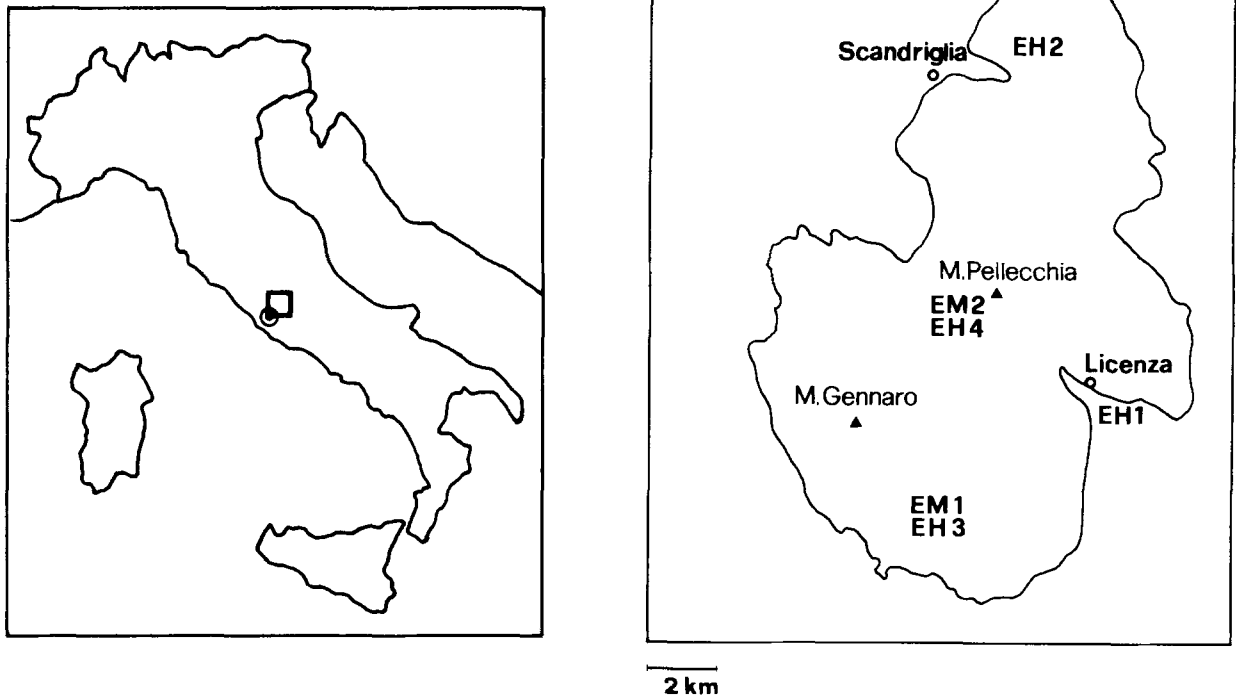 Scandriglia
EH2
M.Pellecchia
EM2
EH4
Licenza
M.Gennaro
EH1
EM1
EH3
2 km